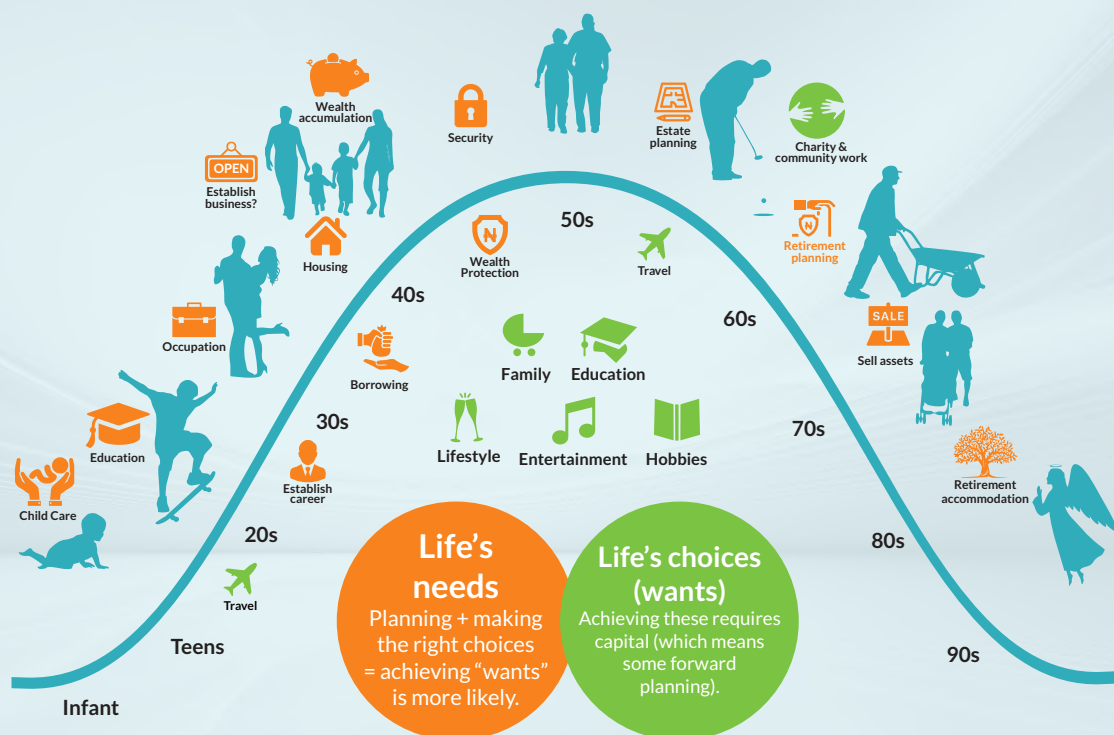 Wealth
accumulation
Security
Estate
planning
Charity &
community work
OPEN
Establish
business?
Housing
₦
Wealth
Protection
50s
Travel
₦
Retirement
planning
40s
60s
Occupation
Borrowing
Family
Education
SALE
Sell assets
30s
70s
Education
Lifestyle
Entertainment
Hobbies
Establish
career
Child Care
Retirement
accommodation
20s
80s
Travel
Teens
90s
Infant
Life's
needs
Planning + making
the right choices
= achieving “wants”
is more likely.
Life's choices
(wants)
Achieving these requires
capital (which means
some forward
planning).